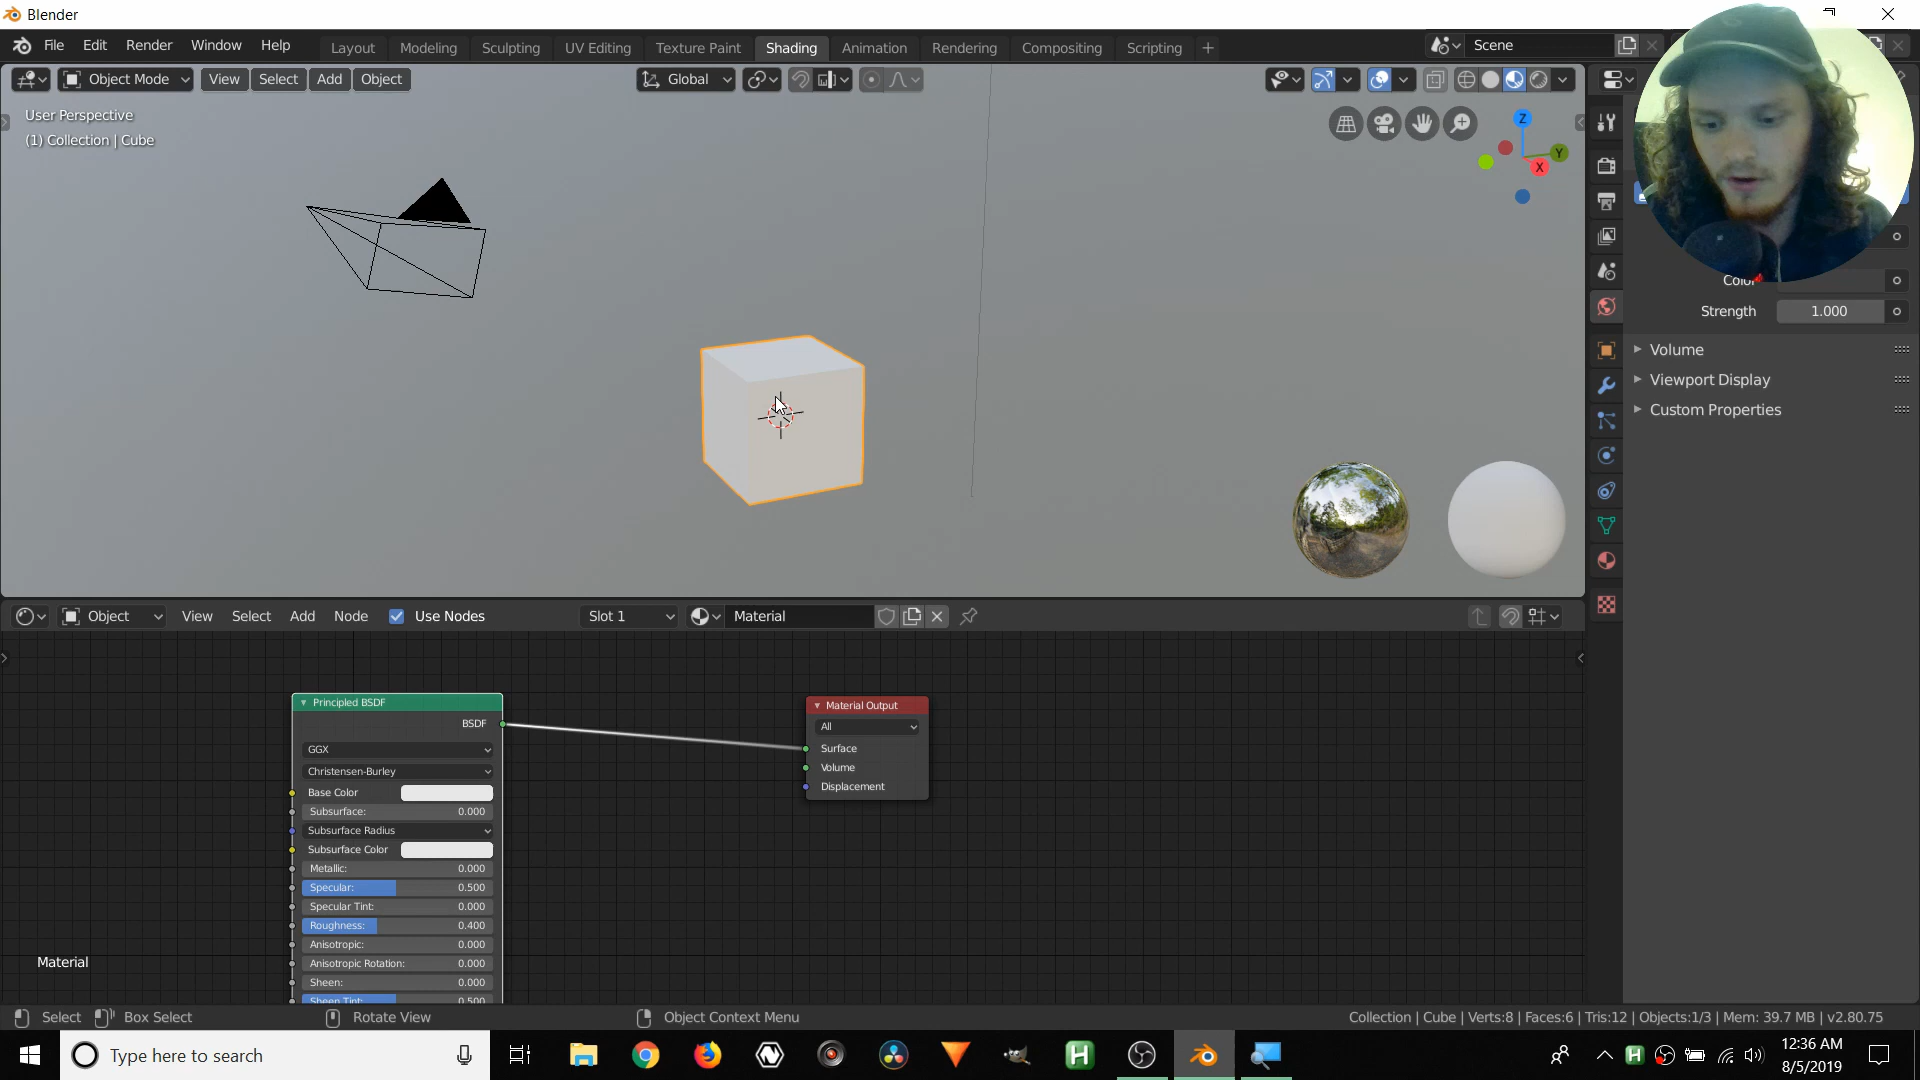 Blender
File Edit Render Window Help
Layout Modeling Sculpting UV Editing Texture Paint Shading Animation Rendering Compositing Scripting +
Scene
Object Mode View Select Add Object
Global
User Perspective
(1) Collection | Cube
Z
Y
X
Color
Strength 1.000
Volume
Viewport Display
Custom Properties
Object View Select Add Node Use Nodes Slot 1 Material
Principled BSDF
BSDF
GGX
Christensen-Burley
Base Color
Subsurface: 0.000
Subsurface Radius
Subsurface Color
Metallic: 0.000
Specular: 0.500
Specular Tint: 0.000
Roughness: 0.400
Anisotropic: 0.000
Anisotropic Rotation: 0.000
Sheen: 0.000
Sheen Tint: 0.500
Material Output
All
Surface
Volume
Displacement
Material
Select Box Select Rotate View Object Context Menu
Collection | Cube | Verts:8 | Faces:6 | Tris:12 | Objects:1/3 | Mem: 39.7 MB | v2.80.75
Type here to search
12:36 AM
8/5/2019